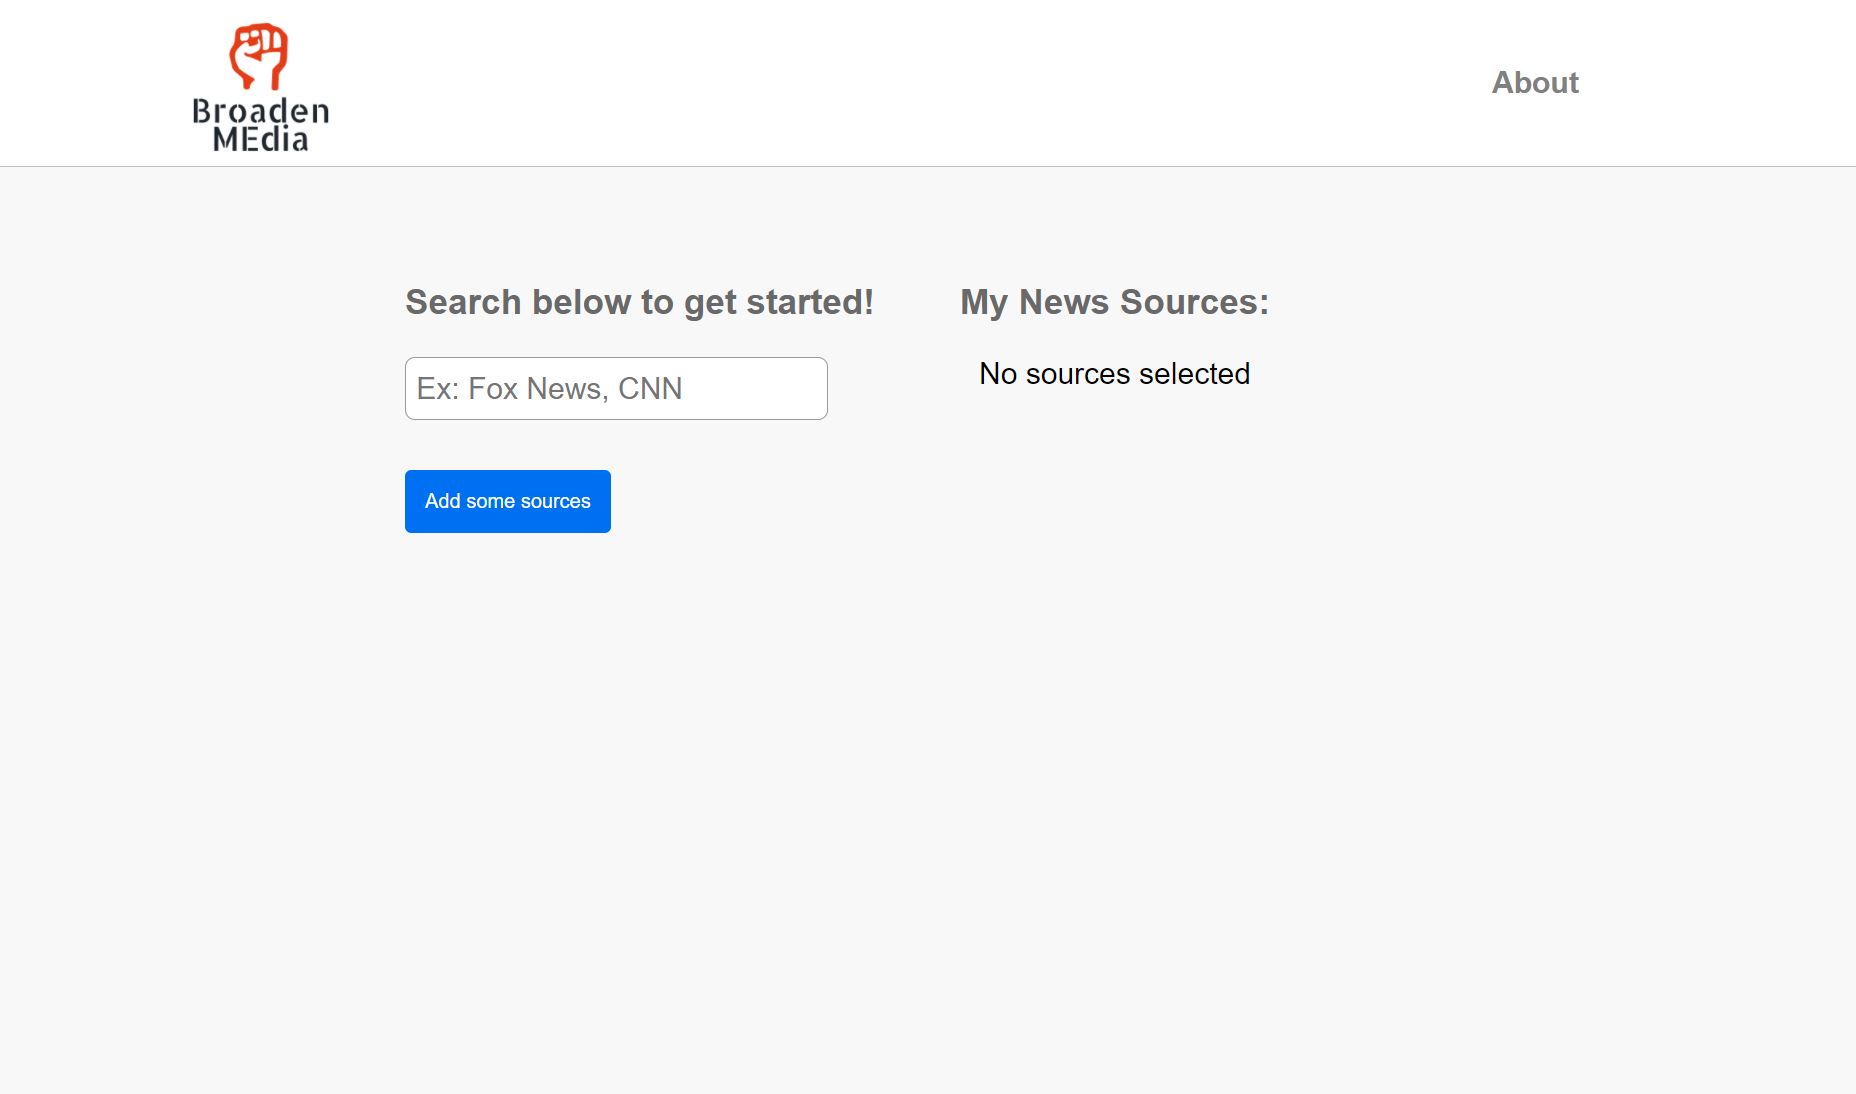 Broaden
MEdia
About
Search below to get started!
Ex: Fox News, CNN
Add some sources
My News Sources:
No sources selected